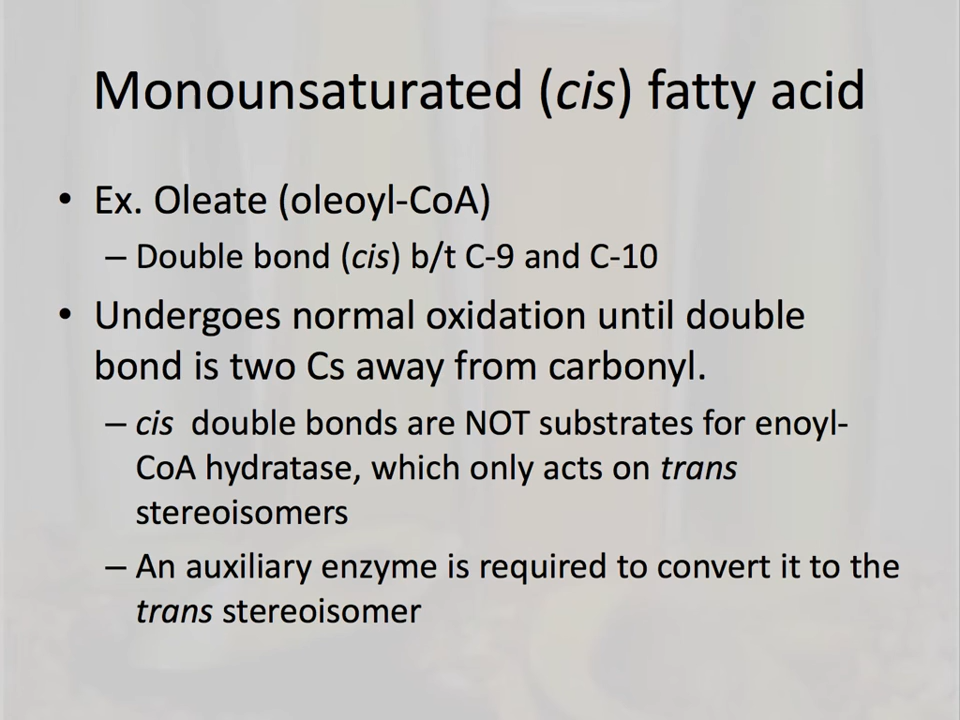 Monounsaturated (cis) fatty acid
• Ex. Oleate (oleoyl-CoA)
– Double bond (cis) b/t C-9 and C-10
• Undergoes normal oxidation until double
bond is two Cs away from carbonyl.
– cis double bonds are NOT substrates for enoyl-
CoA hydratase, which only acts on trans
stereoisomers
– An auxiliary enzyme is required to convert it to the
trans stereoisomer